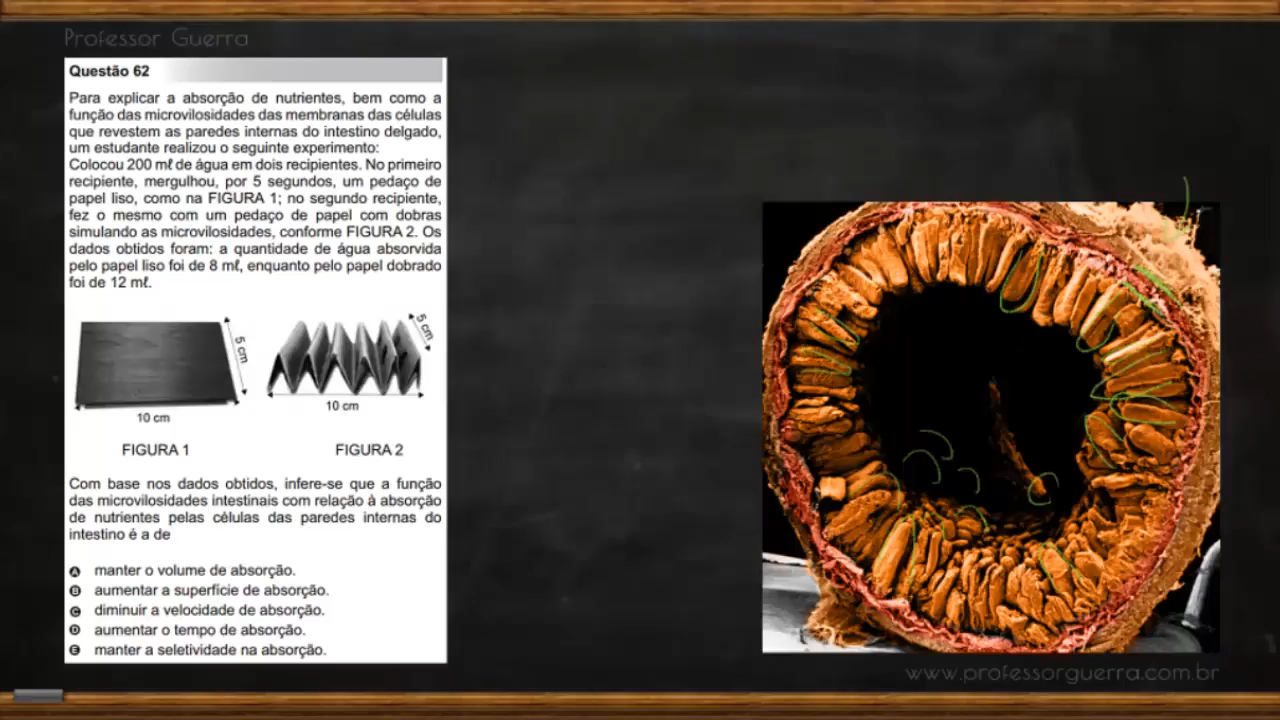 Professor Guerra
Questão 62
Para explicar a absorção de nutrientes, bem como a
função das microvilosidades das membranas das células
que revestem as paredes internas do intestino delgado,
um estudante realizou o seguinte experimento:
Colocou 200 mℓ de água em dois recipientes. No primeiro
recipiente, mergulhou, por 5 segundos, um pedaço de
papel liso, como na FIGURA 1; no segundo recipiente,
fez o mesmo com um pedaço de papel com dobras
simulando as microvilosidades, conforme FIGURA 2. Os
dados obtidos foram: a quantidade de água absorvida
pelo papel liso foi de 8 mℓ, enquanto pelo papel dobrado
foi de 12 mℓ.
5 cm
5 cm
10 cm
10 cm
FIGURA 1
FIGURA 2
Com base nos dados obtidos, infere-se que a função
das microvilosidades intestinais com relação à absorção
de nutrientes pelas células das paredes internas do
intestino é a de
A manter o volume de absorção.
B aumentar a superfície de absorção.
C diminuir a velocidade de absorção.
D aumentar o tempo de absorção.
E manter a seletividade na absorção.
www.professorguerra.com.br